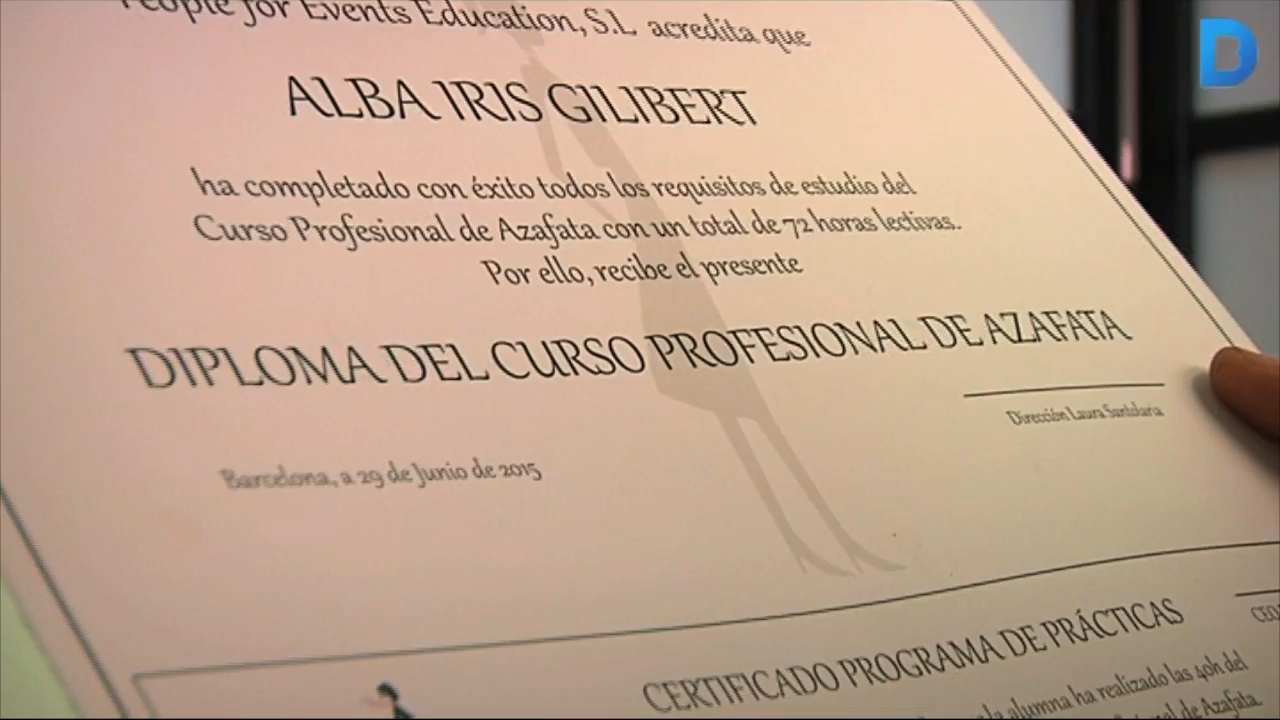 People for Events Education, S.L. acredita que
ALBA IRIS GILIBERT
ha completado con éxito todos los requisitos de estudio del
Curso Profesional de Azafata con un total de 72 horas lectivas.
Por ello, recibe el presente
DIPLOMA DEL CURSO PROFESIONAL DE AZAFATA
Dirección Laura Santolaria
Barcelona, a 29 de Junio de 2015
CEO
CERTIFICADO PROGRAMA DE PRÁCTICAS
la alumna ha realizado las 40h del
de Azafata.